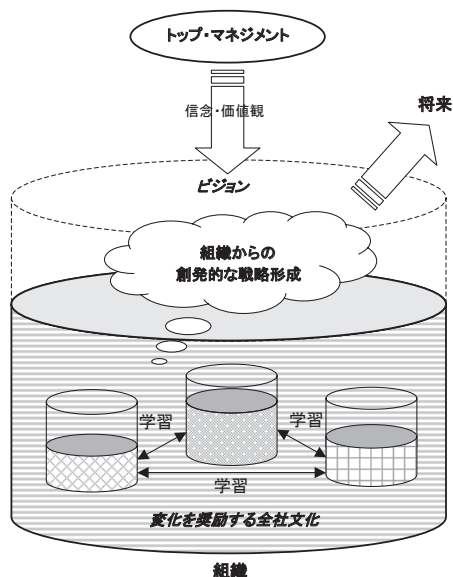 トップ・マネジメント
信念・価値観
将来
ビジョン
組織からの
創発的な戦略形成
学習
学習
学習
変化を奨励する全社文化
組織